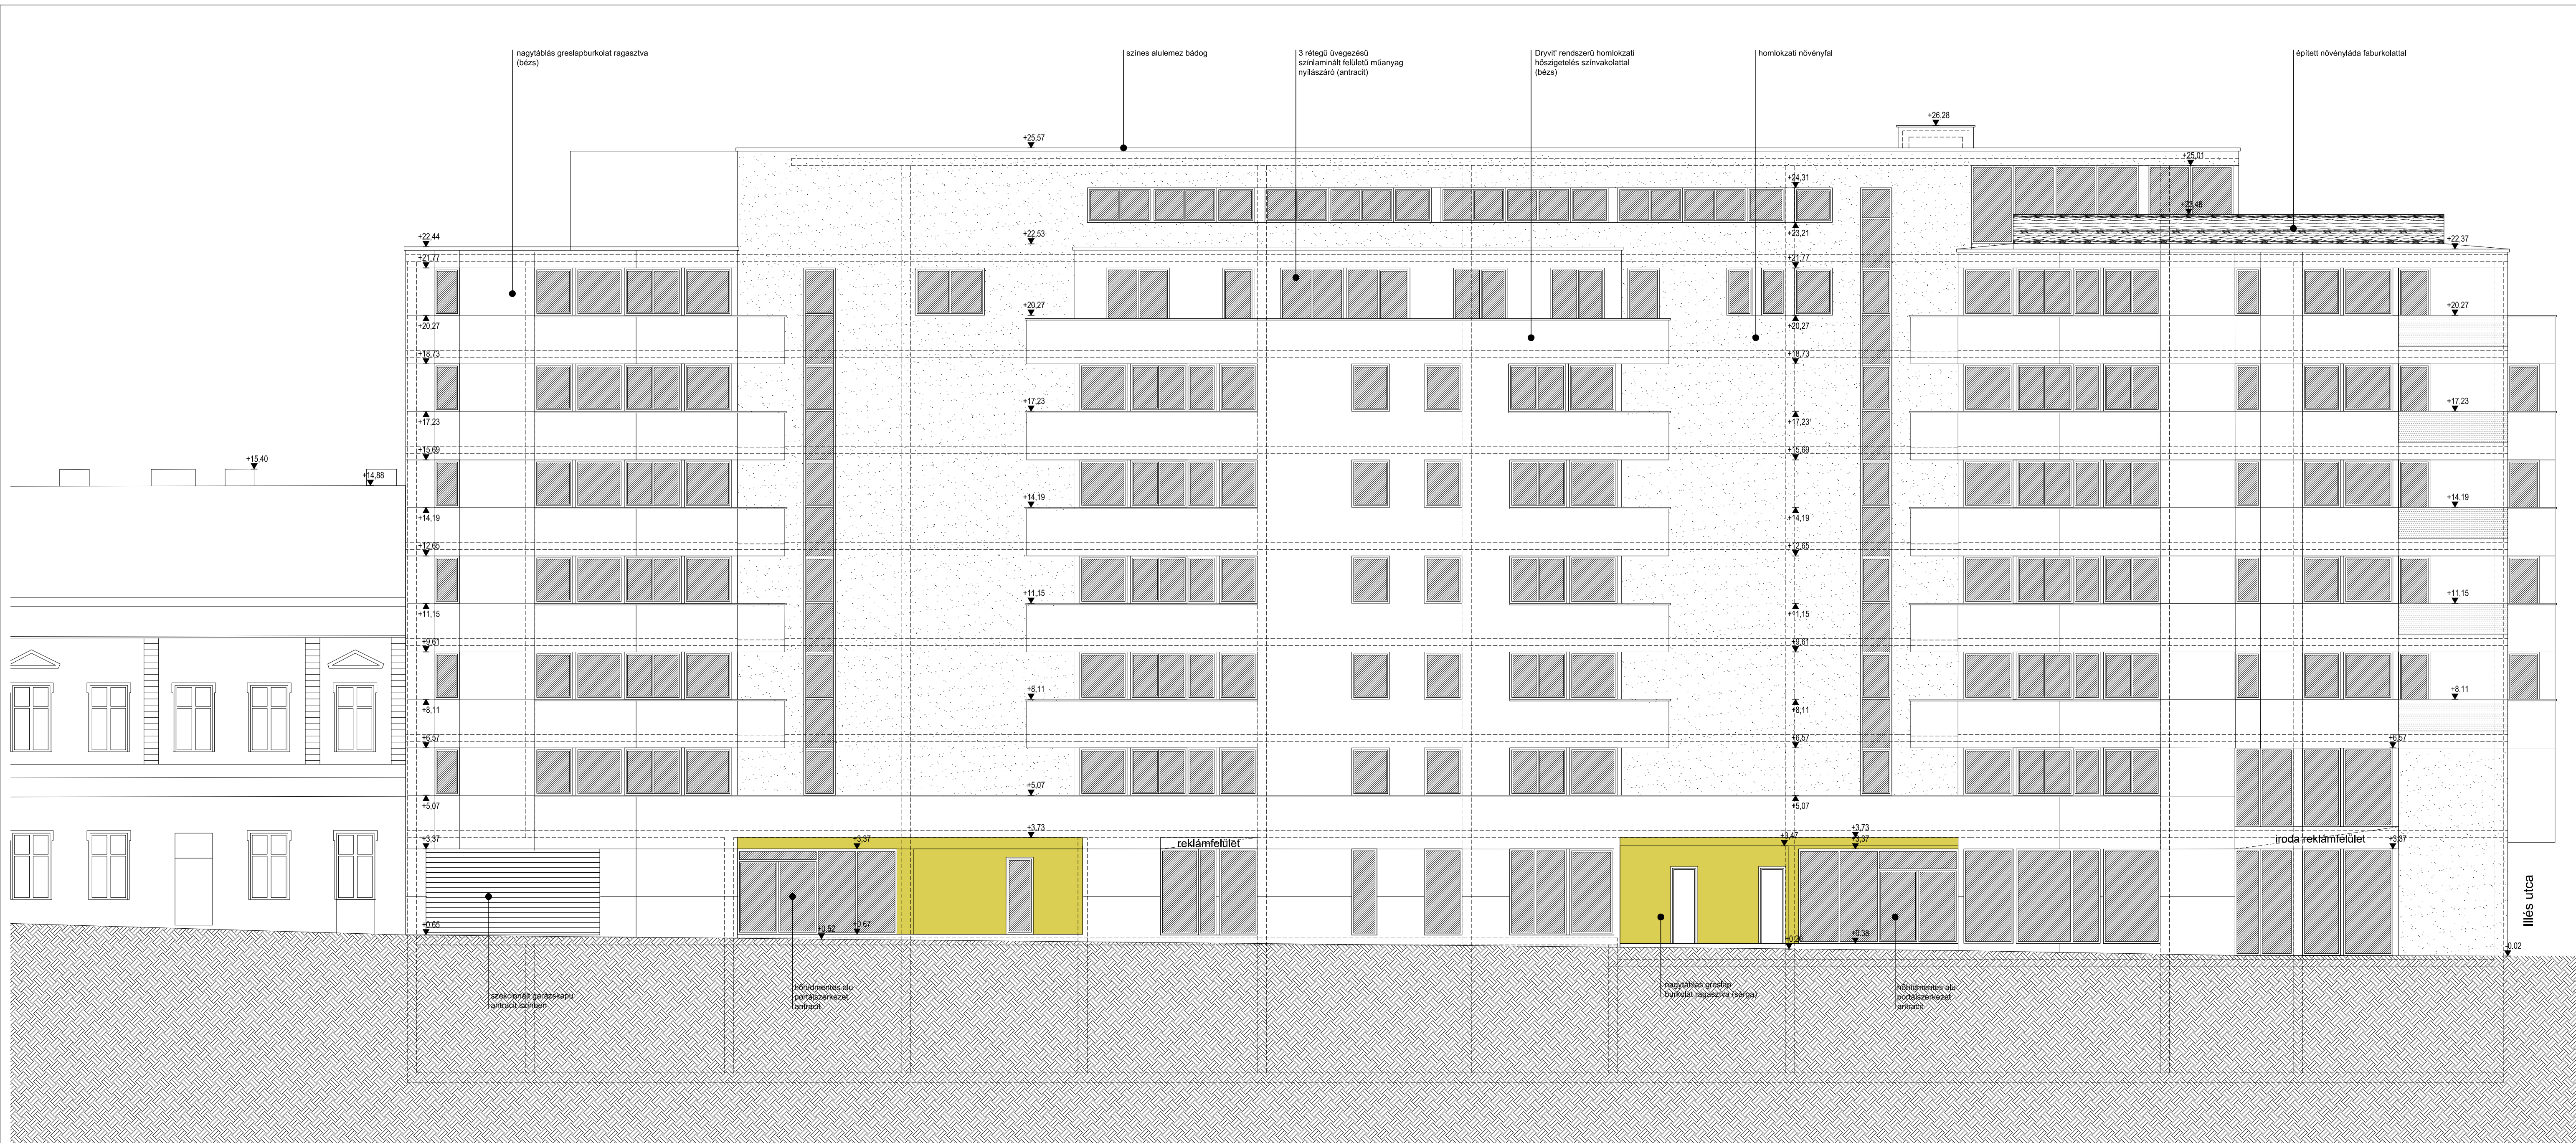 nagytáblás greslapburkolat ragasztva
(bézs)
színes alulemez bádog
3 rétegű üvegezésű
színlaminált felületű műanyag
nyílászáró (antracit)
Dryvit' rendszerű homlokzati
hőszigetelés színvakolattal
(bézs)
homlokzati növényfal
épített növényláda faburkolattal
+26,28
+25,57
+25,01
+24,31
+23,46
+22,44
+22,53
+23,21
+22,37
+21,77
+21,77
+20,27
+20,27
+20,27
+20,27
+18,73
+18,73
+17,23
+17,23
+17,23
+17,23
+15,40
+14,88
+15,69
+15,69
+14,19
+14,19
+14,19
+14,19
+12,65
+12,65
+11,15
+11,15
+11,15
+11,15
+9,61
+9,61
+8,11
+8,11
+8,11
+8,11
+6,57
+6,57
+6,57
+5,07
+5,07
+5,07
+3,73
+3,73
+3,37
+3,37
reklámfelület
+3,47
+3,37
iroda reklámfelület
+3,37
Illés utca
+0,65
+0,52
+0,67
+0,20
+0,38
-0,02
szekcionált garázskapu
antracit színben
hőhídmentes alu
portálszerkezet
antracit
nagytáblás greslap
burkolat ragasztva (sárga)
hőhídmentes alu
portálszerkezet
antracit